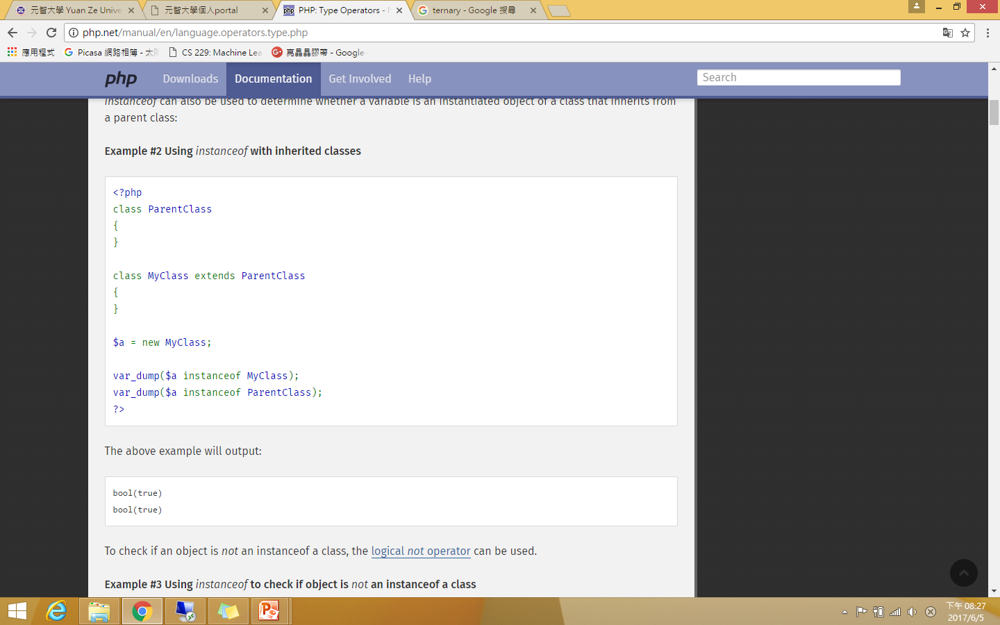 元智大學 Yuan Ze Unive
元智大學個人portal
PHP: Type Operators -
ternary - Google 搜尋
php.net/manual/en/language.operators.type.php
應用程式
Picasa 網路相簿 - 太
CS 229: Machine Lea
亮晶晶膠帶 - Google
php
Downloads
Documentation
Get Involved
Help
Search
instanceof can also be used to determine whether a variable is an instantiated object of a class that inherits from
a parent class:
Example #2 Using instanceof with inherited classes
<?php
class ParentClass
{
}
class MyClass extends ParentClass
{
}
$a = new MyClass;
var_dump($a instanceof MyClass);
var_dump($a instanceof ParentClass);
?>
The above example will output:
bool(true)
bool(true)
To check if an object is not an instanceof a class, the logical not operator can be used.
Example #3 Using instanceof to check if object is not an instanceof a class
下午 08:27
2017/6/5